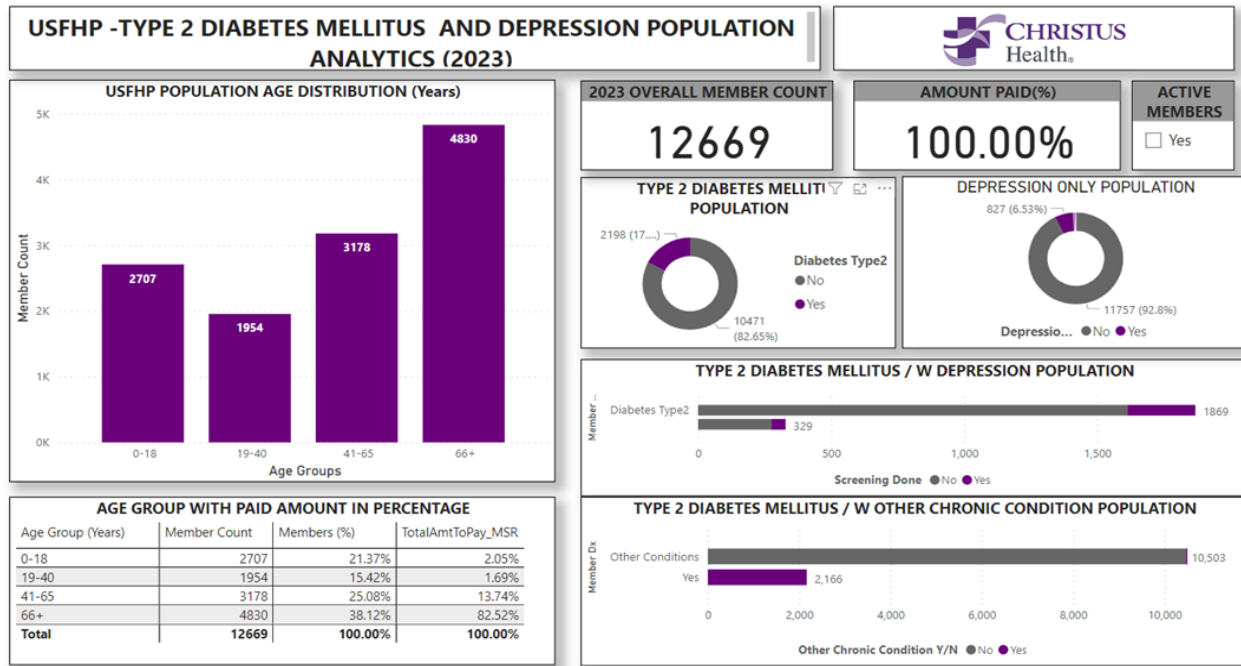 USFHP -TYPE 2 DIABETES MELLITUS AND DEPRESSION POPULATION
ANALYTICS (2023)
CHRISTUS
Health®
USFHP POPULATION AGE DISTRIBUTION (Years)
Member Count
5K
4K
3K
2K
1K
0K
2707
1954
3178
4830
0-18
19-40
41-65
66+
Age Groups
2023 OVERALL MEMBER COUNT
12669
AMOUNT PAID(%)
100.00%
ACTIVE
MEMBERS
Yes
TYPE 2 DIABETES MELLIT
POPULATION
2198 (17....)
10471
(82.65%)
Diabetes Type2
No
Yes
DEPRESSION ONLY POPULATION
827 (6.53%)
11757 (92.8%)
Depressio... No Yes
TYPE 2 DIABETES MELLITUS / W DEPRESSION POPULATION
Member ..
Diabetes Type2
1869
329
0 500 1,000 1,500
Screening Done No Yes
AGE GROUP WITH PAID AMOUNT IN PERCENTAGE
Age Group (Years) Member Count Members (%) TotalAmtToPay_MSR
0-18 2707 21.37% 2.05%
19-40 1954 15.42% 1.69%
41-65 3178 25.08% 13.74%
66+ 4830 38.12% 82.52%
Total 12669 100.00% 100.00%
TYPE 2 DIABETES MELLITUS / W OTHER CHRONIC CONDITION POPULATION
Member Dx
Other Conditions
10,503
Yes
2,166
0 2,000 4,000 6,000 8,000 10,000
Other Chronic Condition Y/N No Yes